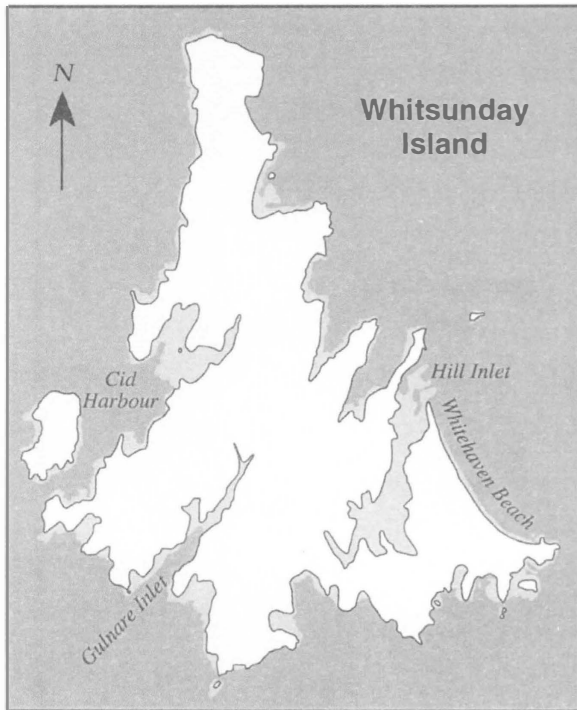 N
Whitsunday
Island
Cid
Harbour
Hill Inlet
Whitehaven Beach
Gulnare Inlet